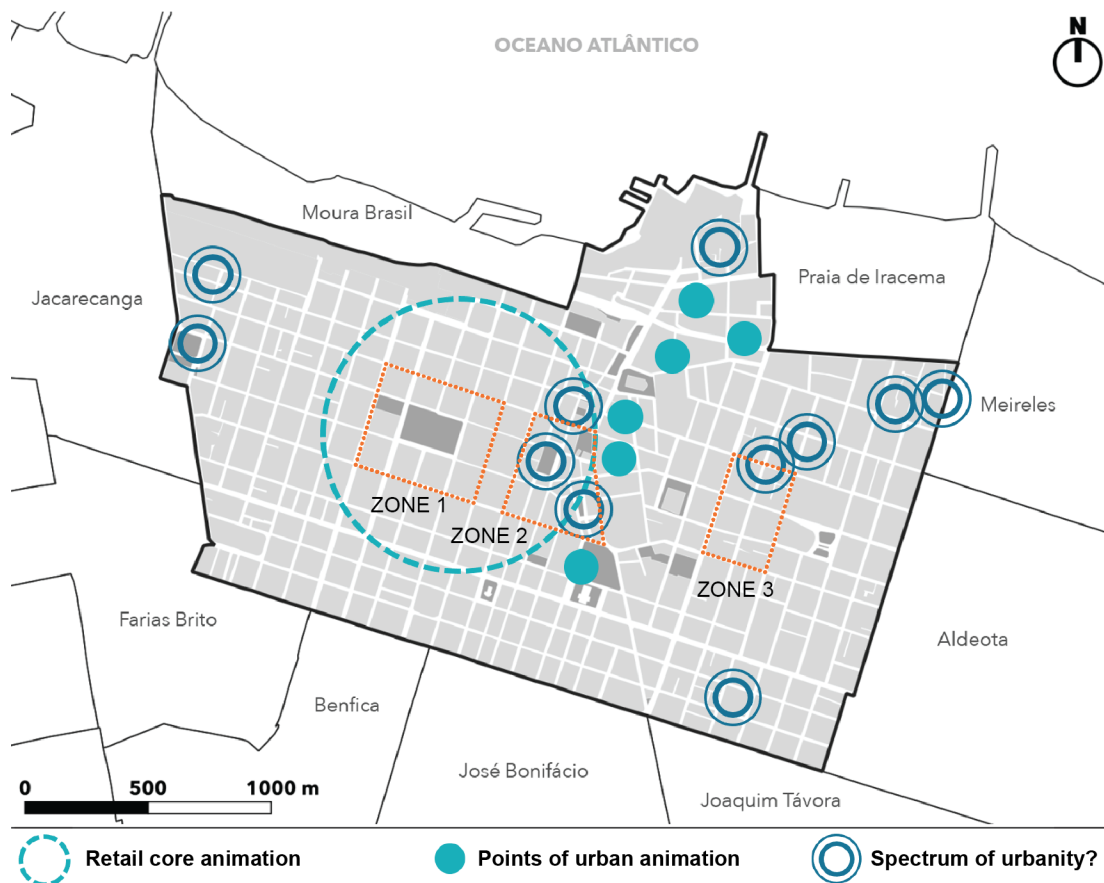 OCEANO ATLÂNTICO
N
Moura Brasil
Praia de Iracema
Jacarecanga
Meireles
ZONE 1
ZONE 2
ZONE 3
Farias Brito
Aldeota
Benfica
José Bonifácio
Joaquim Távora
0 500 1000 m
Retail core animation
Points of urban animation
Spectrum of urbanity?